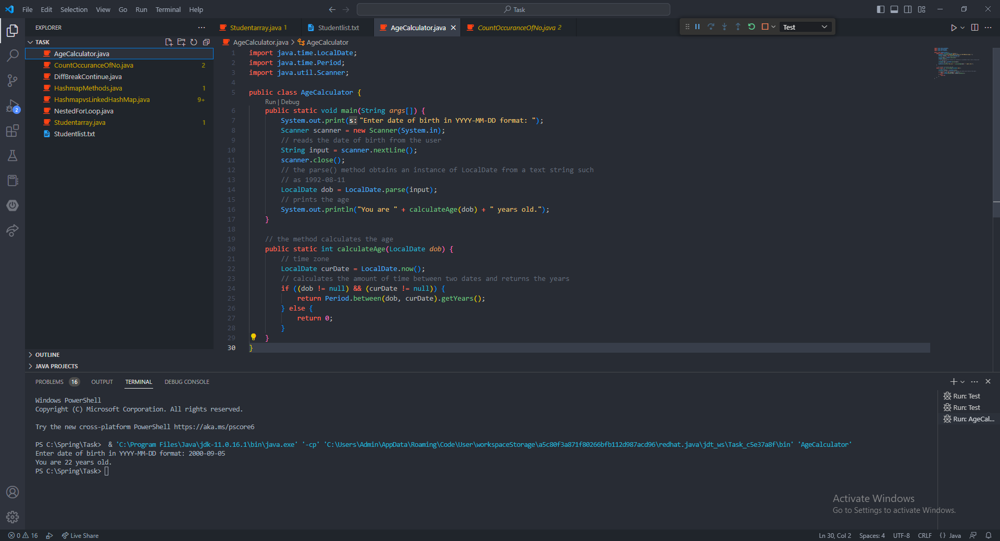 File Edit Selection View Go Run Terminal Help
Task
EXPLORER
Studentarray.java 1
Studentlist.txt
AgeCalculator.java
CountOccuranceOfNo.java 2
Test
TASK
AgeCalculator.java > AgeCalculator
AgeCalculator.java
CountOccuranceOfNo.java 2
DiffBreakContinue.java
HashmapMethods.java 1
HashmapvsLinkedHashMap.java 9+
NestedForLoop.java
Studentarray.java 1
Studentlist.txt
2
OUTLINE
JAVA PROJECTS
1 import java.time.LocalDate;
2 import java.time.Period;
3 import java.util.Scanner;
4
5 public class AgeCalculator {
Run | Debug
6 public static void main(String args[]) {
7 System.out.print(s: "Enter date of birth in YYYY-MM-DD format: ");
8 Scanner scanner = new Scanner(System.in);
9 // reads the date of birth from the user
10 String input = scanner.nextLine();
11 scanner.close();
12 // the parse() method obtains an instance of LocalDate from a text string such
13 // as 1992-08-11
14 LocalDate dob = LocalDate.parse(input);
15 // prints the age
16 System.out.println("You are " + calculateAge(dob) + " years old.");
17 }
18
19 // the method calculates the age
20 public static int calculateAge(LocalDate dob) {
21 // time zone
22 LocalDate curDate = LocalDate.now();
23 // calculates the amount of time between two dates and returns the years
24 if ((dob != null) && (curDate != null)) {
25 return Period.between(dob, curDate).getYears();
26 } else {
27 return 0;
28 }
29 }
30 }
PROBLEMS 16 OUTPUT TERMINAL DEBUG CONSOLE
Windows PowerShell
Copyright (C) Microsoft Corporation. All rights reserved.
Try the new cross-platform PowerShell https://aka.ms/pscore6
PS C:\Spring\Task>  & 'C:\Program Files\Java\jdk-11.0.16.1\bin\java.exe' '-cp' 'C:\Users\Admin\AppData\Roaming\Code\User\workspaceStorage\a5c80f3a871f80266bfb112d987acd96\redhat.java\jdt_ws\Task_c5e37a8f\bin' 'AgeCalculator'
Enter date of birth in YYYY-MM-DD format: 2000-09-05
You are 22 years old.
PS C:\Spring\Task>
Run: Test
Run: Test
Run: AgeCal...
Activate Windows
Go to Settings to activate Windows.
0 16 Live Share
Ln 30, Col 2 Spaces: 4 UTF-8 CRLF {} Java